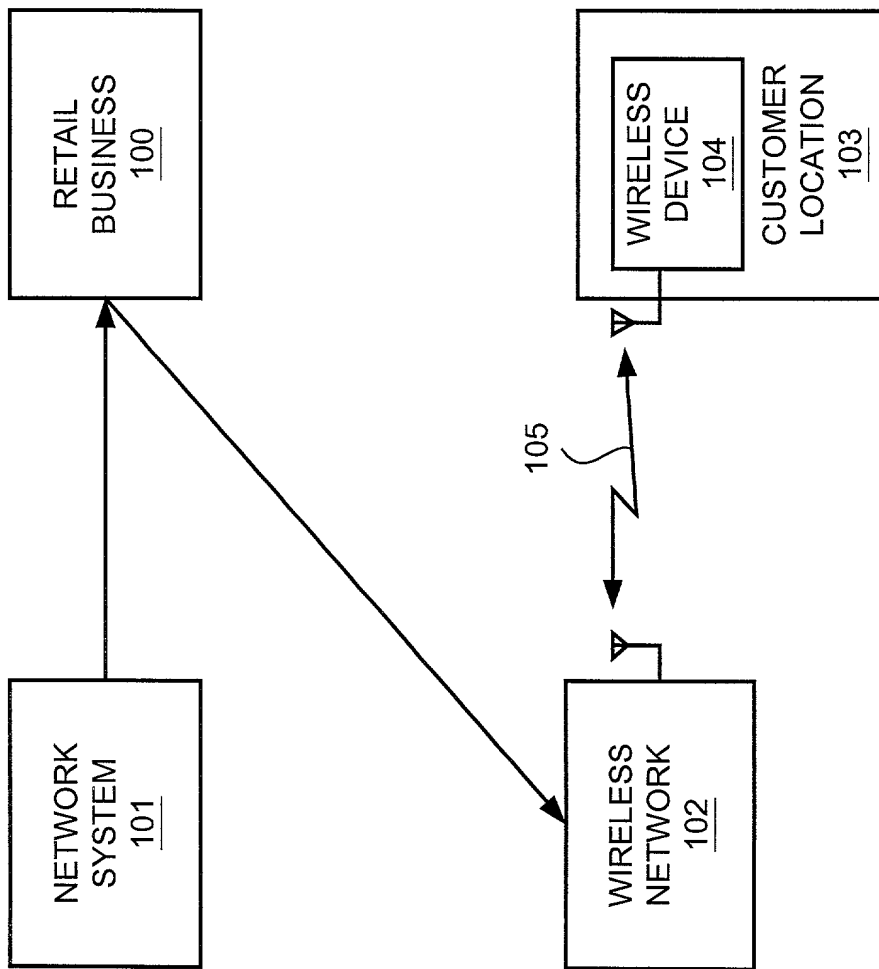 NETWORK
SYSTEM
101
RETAIL
BUSINESS
100
WIRELESS
NETWORK
102
105
WIRELESS
DEVICE
104
CUSTOMER
LOCATION
103